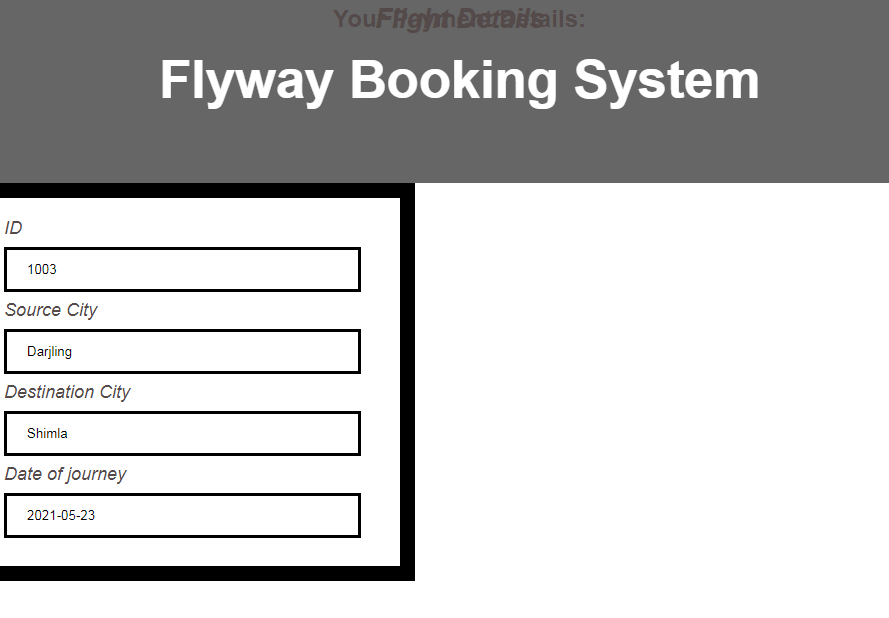 Your Payment Details:
Flight Details
Flyway Booking System
ID
1003
Source City
Darjling
Destination City
Shimla
Date of journey
2021-05-23